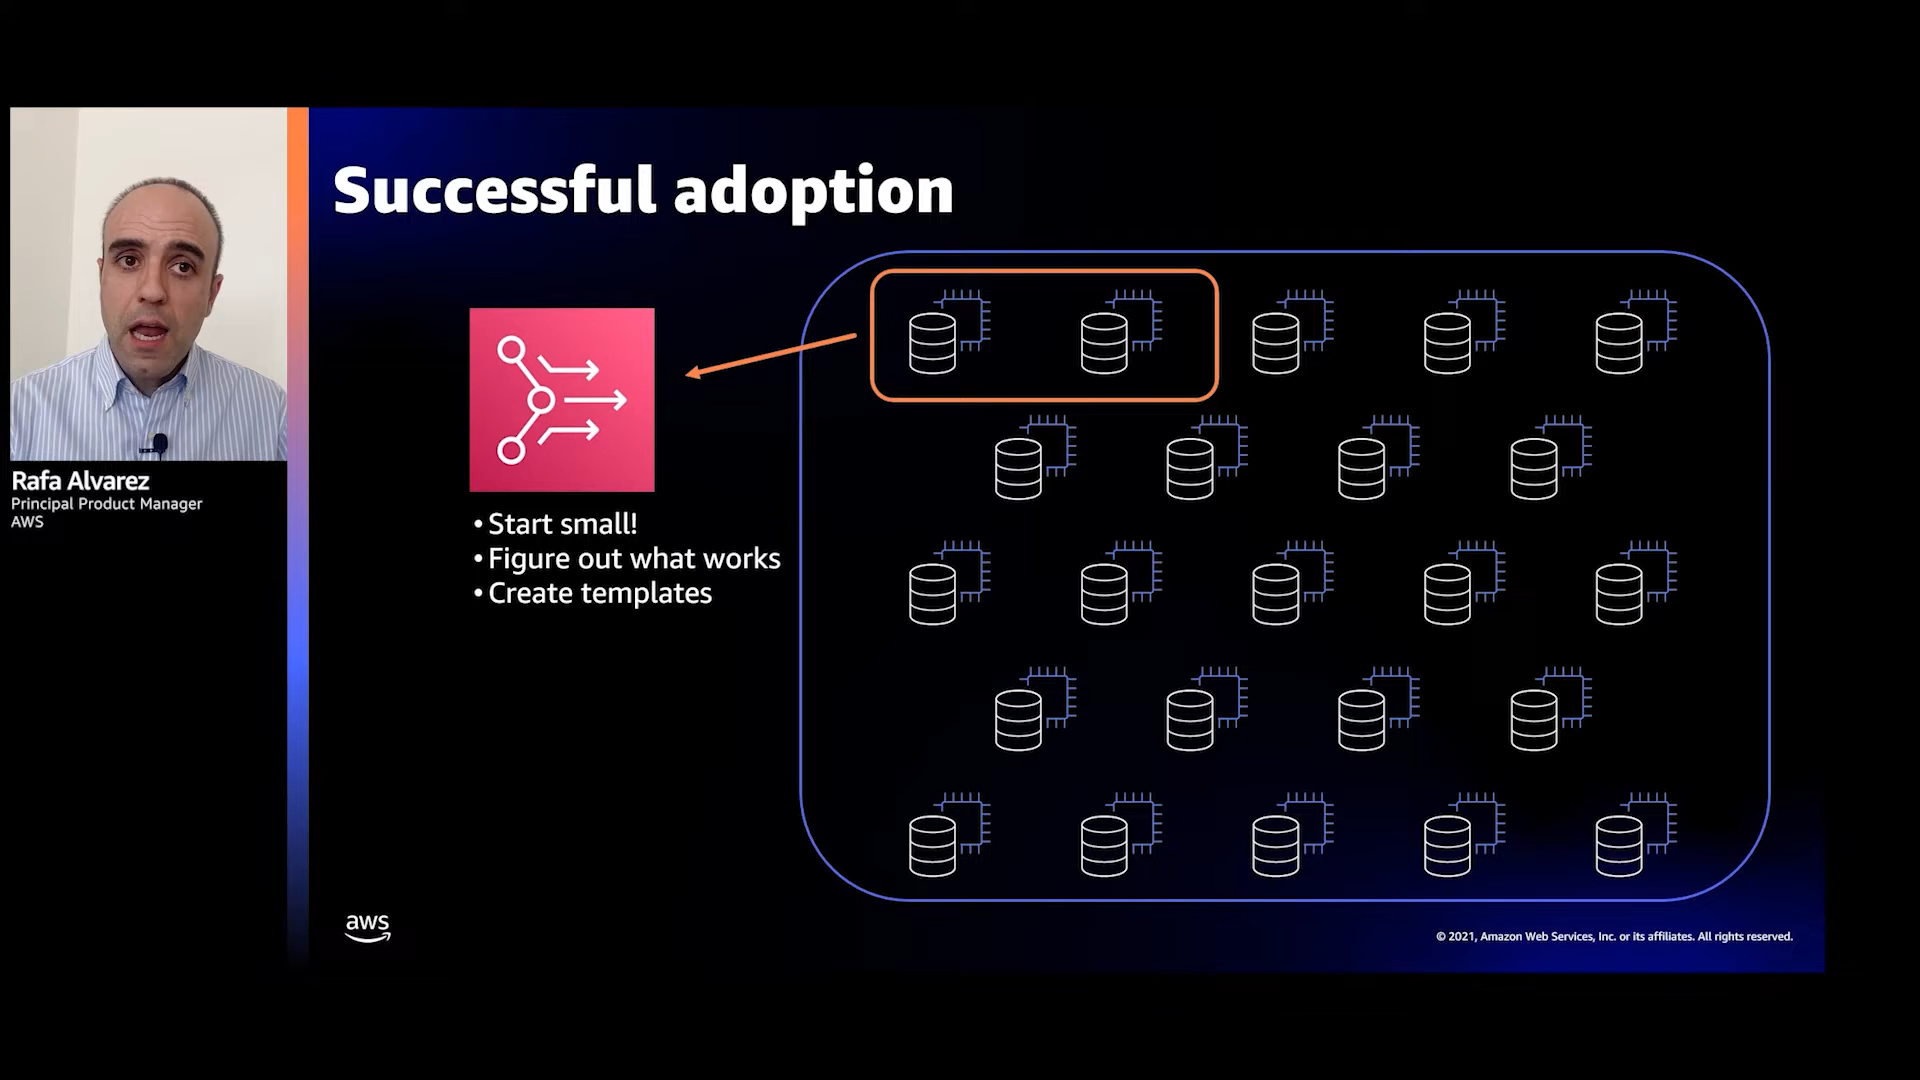 Successful adoption
• Start small!
• Figure out what works
• Create templates
Rafa Alvarez
Principal Product Manager
AWS
aws
© 2021, Amazon Web Services, Inc. or its affiliates. All rights reserved.